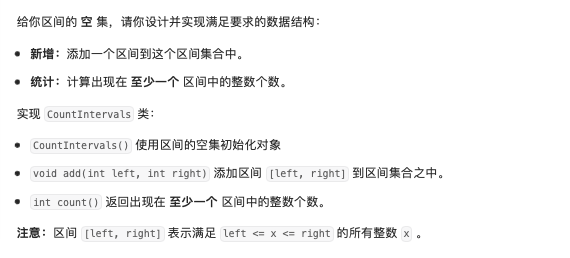 给你区间的 空 集，请你设计并实现满足要求的数据结构：
• 新增：添加一个区间到这个区间集合中。
• 统计：计算出现在 至少一个 区间中的整数个数。
实现 CountIntervals 类：
• CountIntervals() 使用区间的空集初始化对象
• void add(int left, int right) 添加区间 [left, right] 到区间集合之中。
• int count() 返回出现在 至少一个 区间中的整数个数。
注意：区间 [left, right] 表示满足 left <= x <= right 的所有整数 x 。